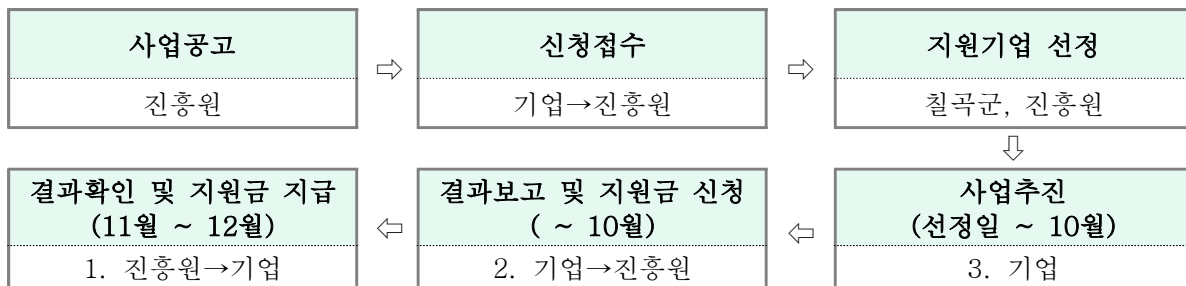 사업공고
진흥원
⇨
신청접수
기업→진흥원
⇨
지원기업 선정
칠곡군, 진흥원
⇩
사업추진
(선정일 ~ 10월)
3. 기업
⇦
결과보고 및 지원금 신청
( ~ 10월)
2. 기업→진흥원
⇦
결과확인 및 지원금 지급
(11월 ~ 12월)
1. 진흥원→기업